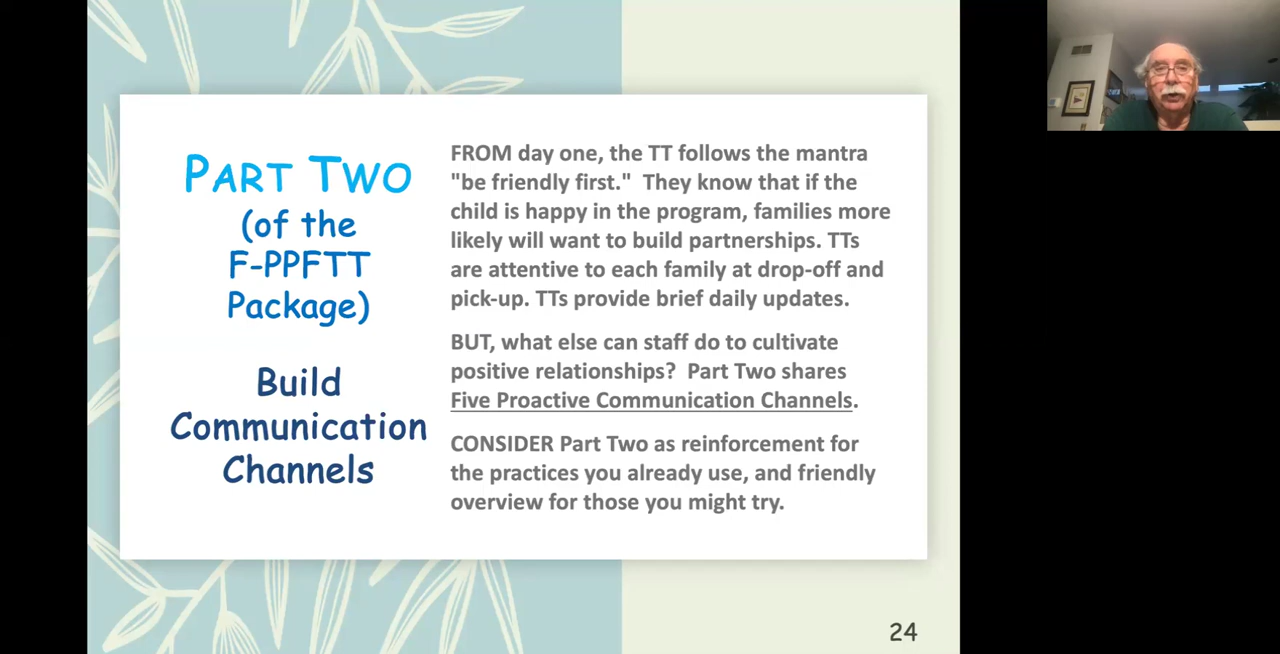 PART TWO
(of the
F-PPFTT
Package)
Build
Communication
Channels
FROM day one, the TT follows the mantra
"be friendly first."  They know that if the
child is happy in the program, families more
likely will want to build partnerships. TTs
are attentive to each family at drop-off and
pick-up. TTs provide brief daily updates.
BUT, what else can staff do to cultivate
positive relationships?  Part Two shares
Five Proactive Communication Channels.
CONSIDER Part Two as reinforcement for
the practices you already use, and friendly
overview for those you might try.
24